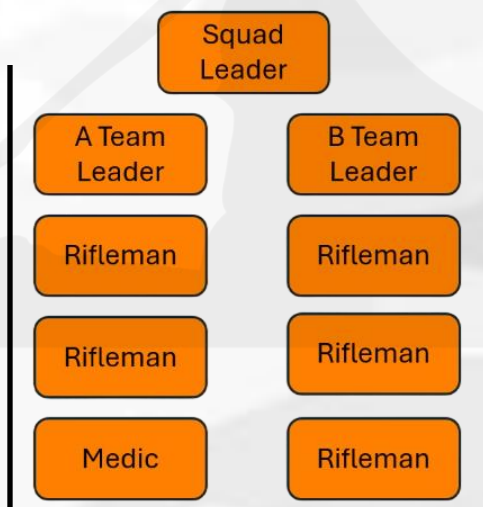 Squad
Leader
A Team
Leader
B Team
Leader
Rifleman
Rifleman
Rifleman
Rifleman
Medic
Rifleman